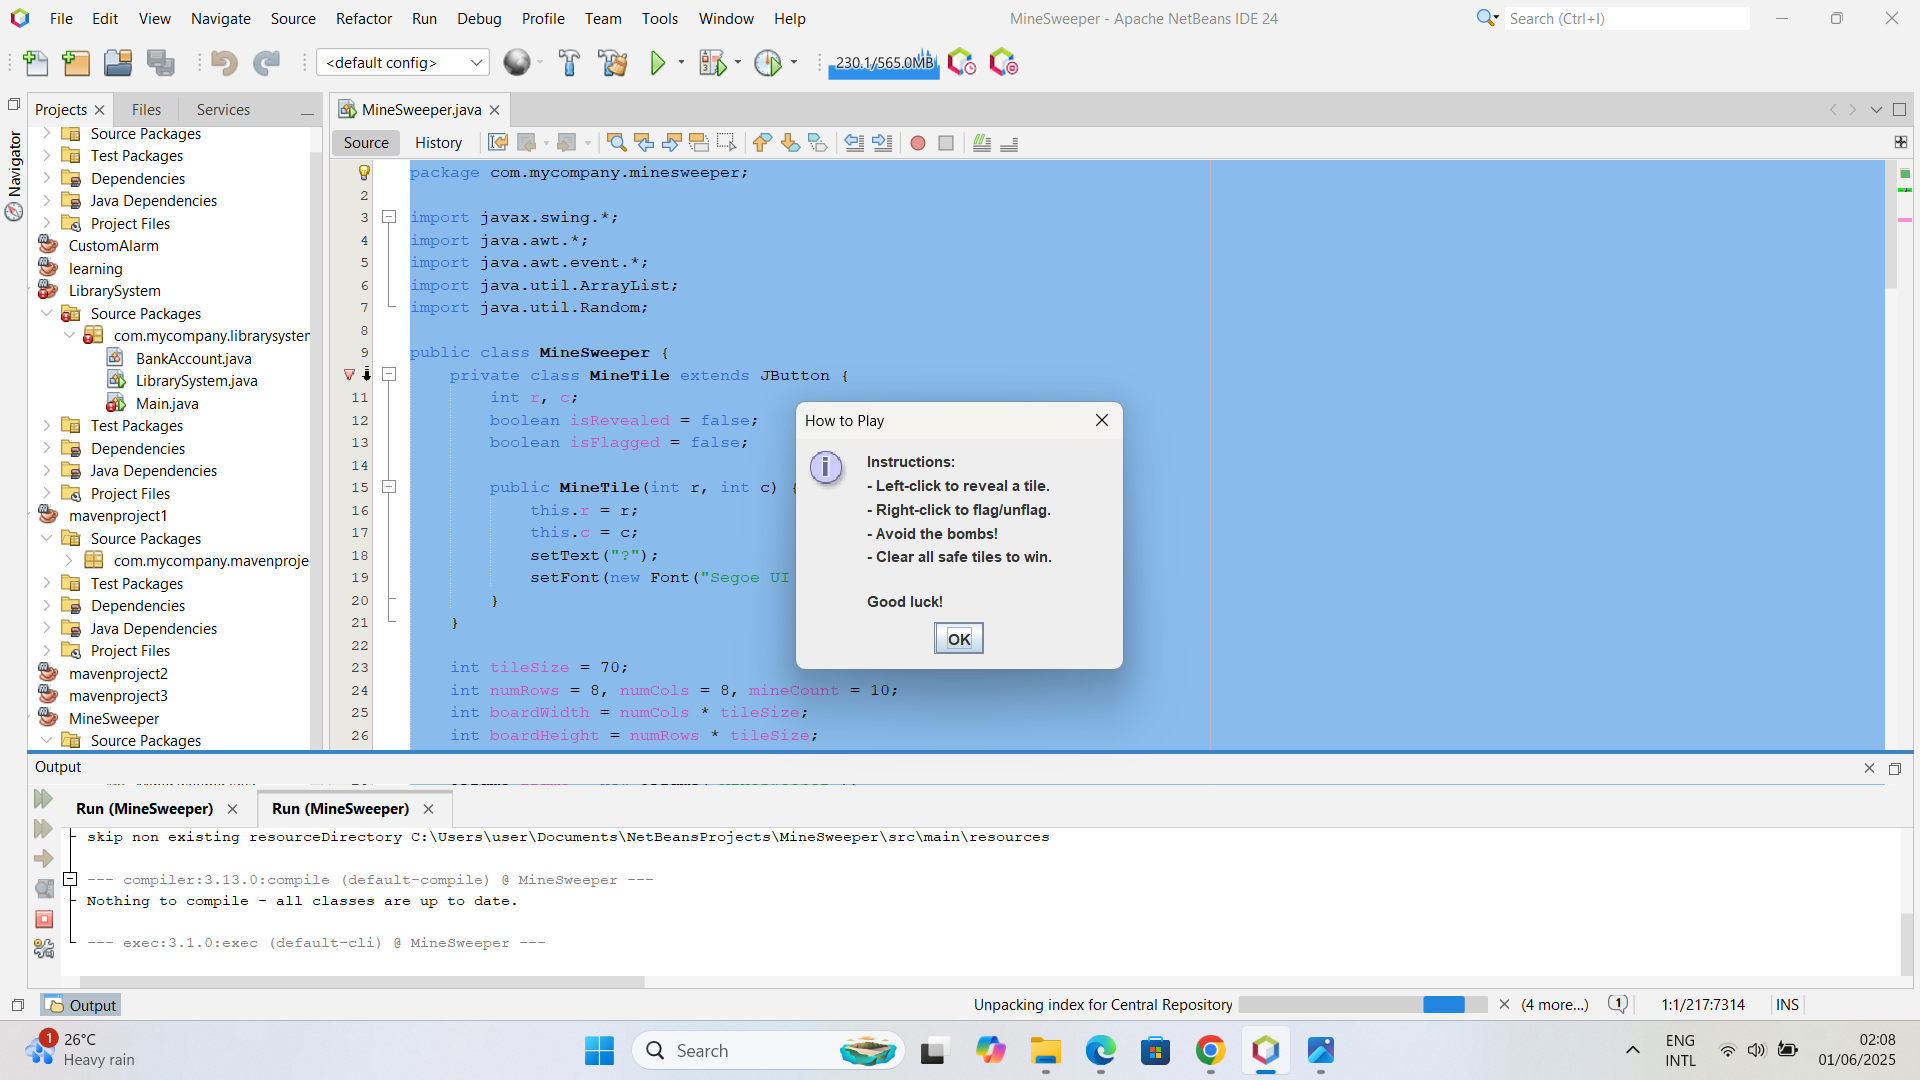 File Edit View Navigate Source Refactor Run Debug Profile Team Tools Window Help
MineSweeper - Apache NetBeans IDE 24
Search (Ctrl+I)
<default config>
230.1/565.0MB
Navigator
Projects
Files
Services
Source Packages
Test Packages
Dependencies
Java Dependencies
Project Files
CustomAlarm
learning
LibrarySystem
Source Packages
com.mycompany.librarysyster
BankAccount.java
LibrarySystem.java
Main.java
Test Packages
Dependencies
Java Dependencies
Project Files
mavenproject1
Source Packages
com.mycompany.mavenproje
Test Packages
Dependencies
Java Dependencies
Project Files
mavenproject2
mavenproject3
MineSweeper
Source Packages
MineSweeper.java
Source History
package com.mycompany.minesweeper;
2
3 import javax.swing.*;
4 import java.awt.*;
5 import java.awt.event.*;
6 import java.util.ArrayList;
7 import java.util.Random;
8
9 public class MineSweeper {
private class MineTile extends JButton {
11 int r, c;
12 boolean isRevealed = false;
13 boolean isFlagged = false;
14
15 public MineTile(int r, int c) {
16 this.r = r;
17 this.c = c;
18 setText("?");
19 setFont(new Font("Segoe UI
20 }
21 }
22
23 int tileSize = 70;
24 int numRows = 8, numCols = 8, mineCount = 10;
25 int boardWidth = numCols * tileSize;
26 int boardHeight = numRows * tileSize;
How to Play
Instructions:
- Left-click to reveal a tile.
- Right-click to flag/unflag.
- Avoid the bombs!
- Clear all safe tiles to win.
Good luck!
OK
Output
Run (MineSweeper)
Run (MineSweeper)
skip non existing resourceDirectory C:\Users\user\Documents\NetBeansProjects\MineSweeper\src\main\resources
--- compiler:3.13.0:compile (default-compile) @ MineSweeper ---
Nothing to compile - all classes are up to date.
--- exec:3.1.0:exec (default-cli) @ MineSweeper ---
Output
Unpacking index for Central Repository
(4 more...)
1
1:1/217:7314
INS
1
26°C
Heavy rain
Search
ENG
INTL
02:08
01/06/2025